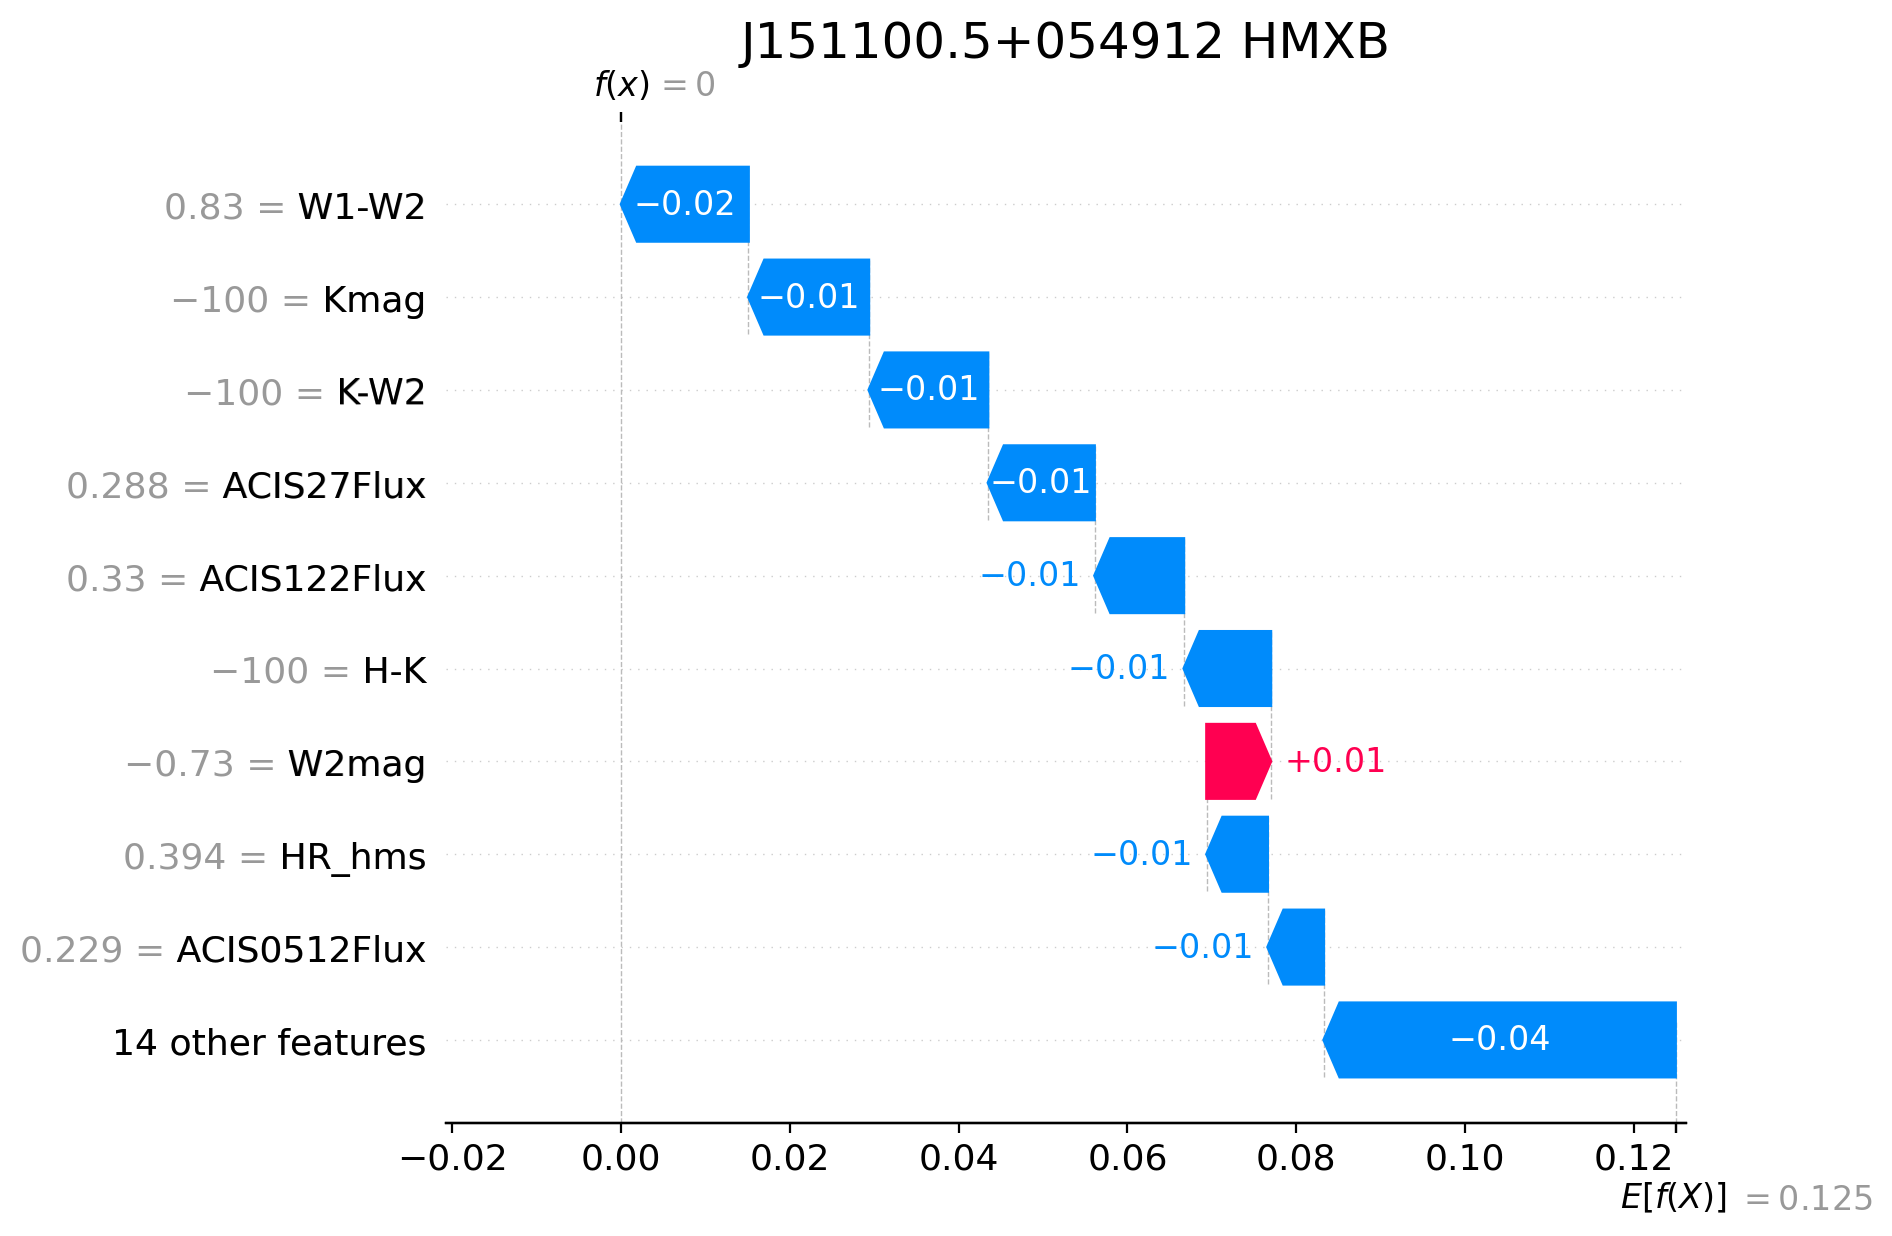 J151100.5+054912 HMXB
f(x) = 0
0.83 = W1-W2 −0.02
−100 = Kmag −0.01
−100 = K-W2 −0.01
0.288 = ACIS27Flux −0.01
0.33 = ACIS122Flux −0.01
−100 = H-K −0.01
−0.73 = W2mag +0.01
0.394 = HR_hms −0.01
0.229 = ACIS0512Flux −0.01
14 other features −0.04
−0.02 0.00 0.02 0.04 0.06 0.08 0.10 0.12
E[f(X)] = 0.125